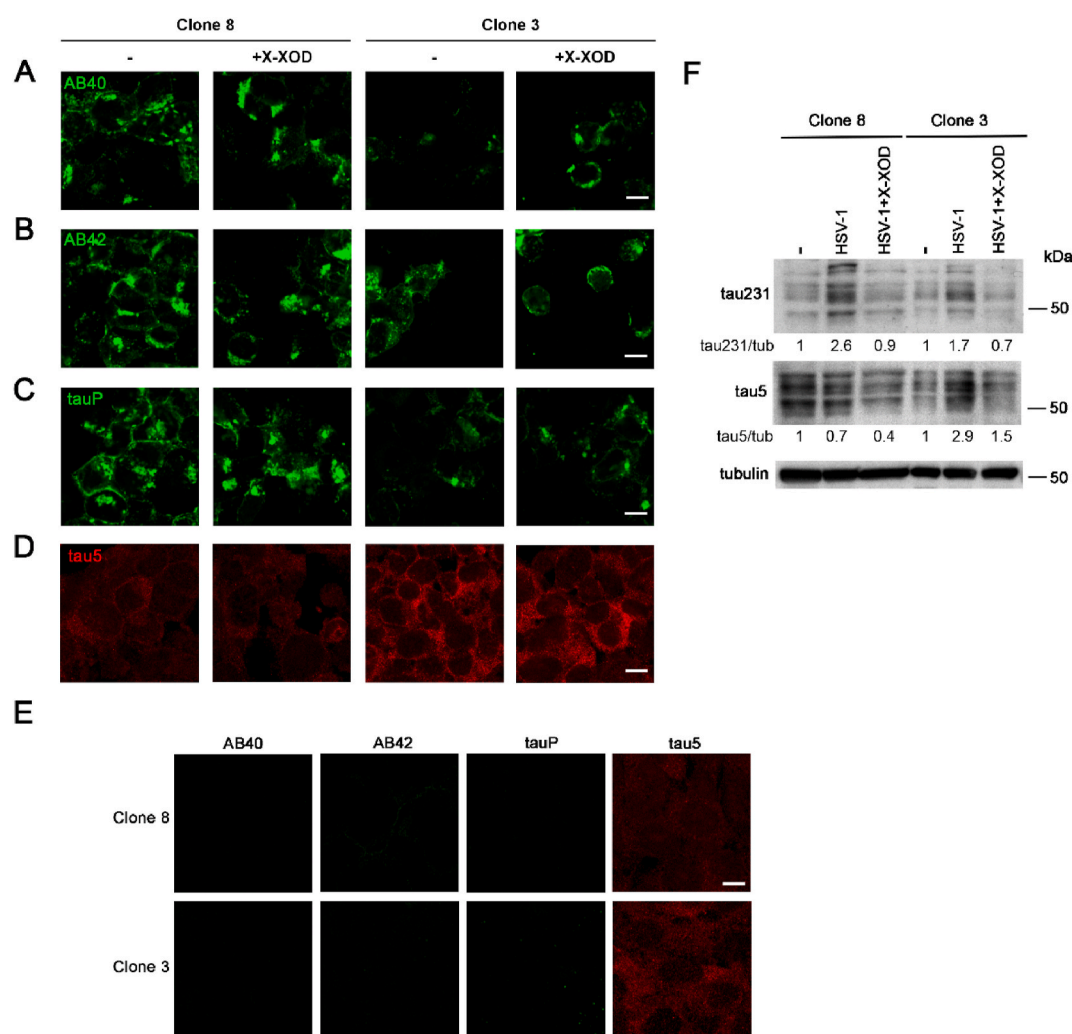 Clone 8 Clone 3
- +X-XOD - +X-XOD
A
AB40
B
AB42
C
tauP
D
tau5
E
AB40 AB42 tauP tau5
Clone 8
Clone 3
F
Clone 8 Clone 3
- HSV-1 HSV-1+X-XOD - HSV-1 HSV-1+X-XOD
kDa
tau231
50
tau231/tub 1 2.6 0.9 1 1.7 0.7
tau5
50
tau5/tub 1 0.7 0.4 1 2.9 1.5
tubulin
50